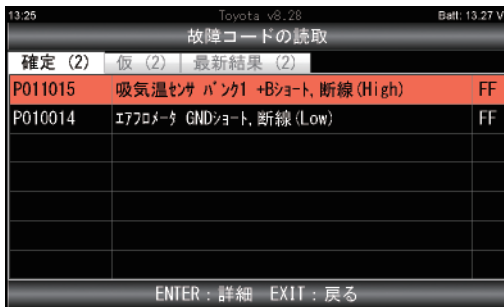 13:25 Toyota v8.28 Batt: 13.27 V
故障コードの読取
確定 (2) 仮 (2) 最新結果 (2)
P011015 吸気温ｾﾝｻ ﾊﾞﾝｸ1 +Bｼｮｰﾄ,断線(High) FF
P010014 ｴｱﾌﾛﾒｰﾀ GNDｼｮｰﾄ,断線(Low) FF
ENTER：詳細 EXIT：戻る